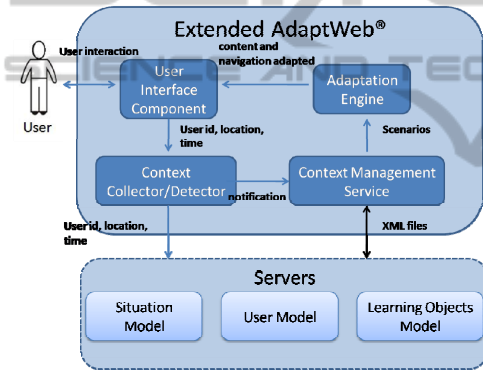 Extended AdaptWeb®
User interaction
content and
navigation adapted
User
Interface
Component
Adaptation
Engine
User
User id, location,
time
Scenarios
Context
Collector/Detector
Context Management
Service
notification
User id, location,
time
XML files
Servers
Situation
Model
User Model
Learning Objects
Model